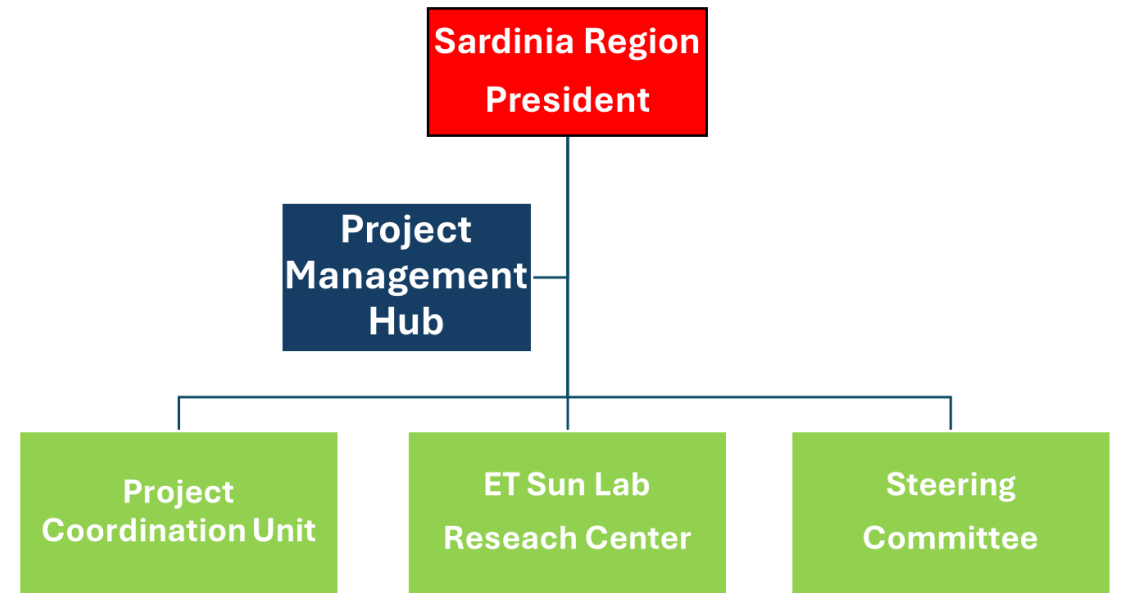 Sardinia Region
President
Project
Management
Hub
Project
Coordination Unit
ET Sun Lab
Reseach Center
Steering
Committee